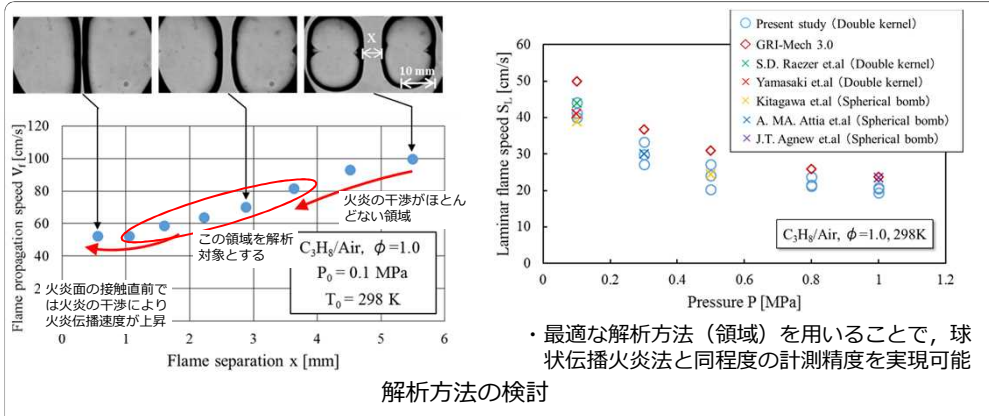 X
10 mm
Flame propagation speed Vf [cm/s]
120
100
80
60
40
2
0
0
1
2
3
4
5
6
Flame separation x [mm]
火炎の干渉がほとん
どない領域
この領域を解析
対象とする
火炎面の接触直前で
は火炎の干渉により
火炎伝播速度が上昇
C3H8/Air, ϕ=1.0
P0 = 0.1 MPa
T0 = 298 K
Laminar flame speed SL [cm/s]
60
50
40
30
20
10
0
0
0.2
0.4
0.6
0.8
1
1.2
Pressure P [MPa]
Present study (Double kernel)
GRI-Mech 3.0
S.D. Raezer et.al (Double kernel)
Yamasaki et.al (Double kernel)
Kitagawa et.al (Spherical bomb)
A. MA. Attia et.al (Spherical bomb)
J.T. Agnew et.al (Spherical bomb)
C3H8/Air, ϕ=1.0, 298K
・最適な解析方法（領域）を用いることで，球
状伝播火炎法と同程度の計測精度を実現可能
解析方法の検討